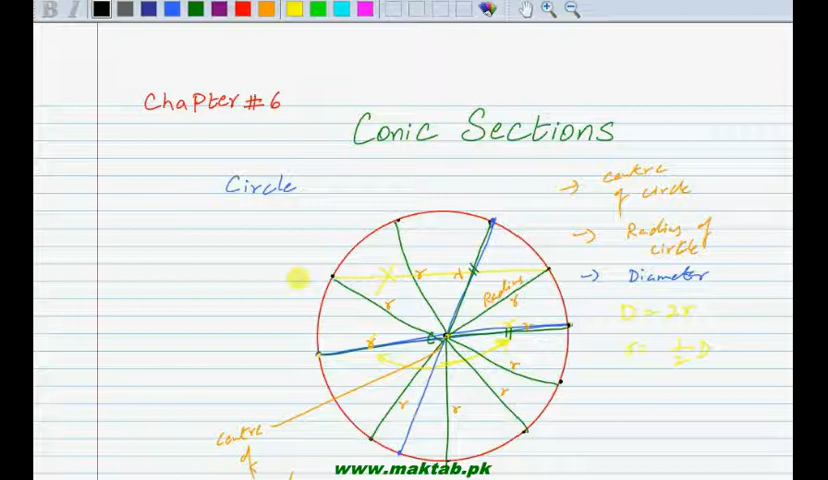 B I
Chapter # 6
Conic Sections
Circle
→ centre
of circle
→ Radius of
circle
→ Diameter
D = 2r
r = 1/2 D
Radius
r
r
r
r
r
r
r
r
C
centre
of
www.maktab.pk